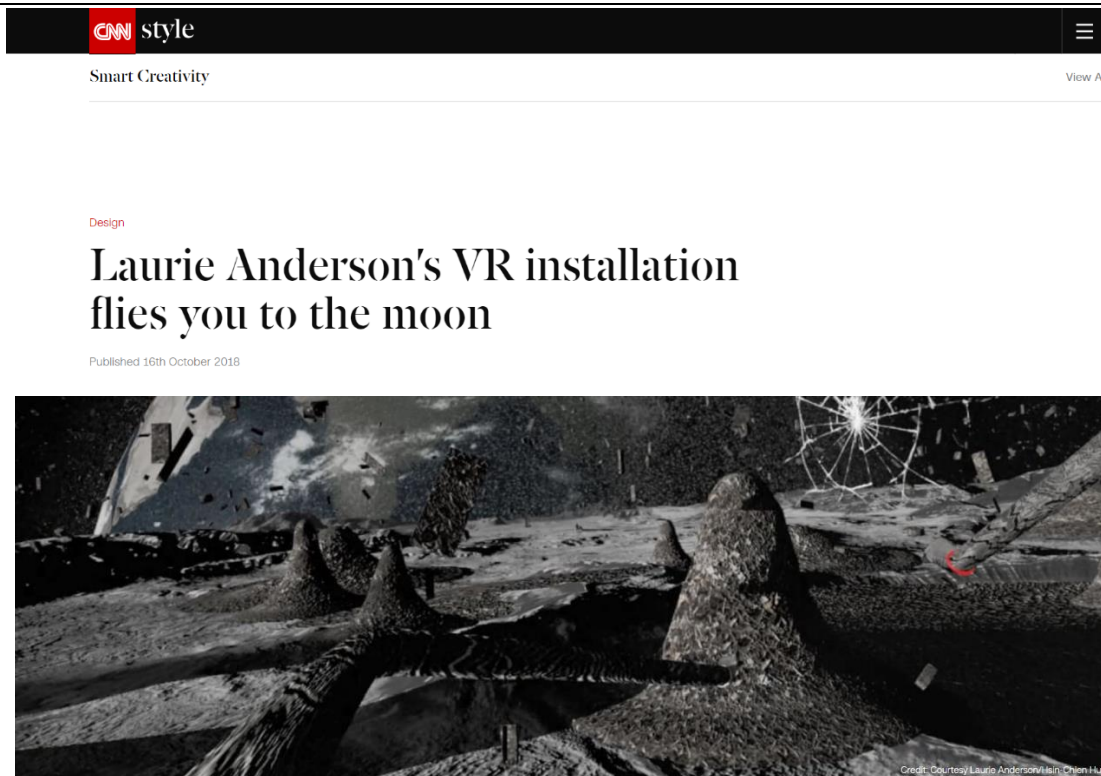 CNN style
Smart Creativity
View A
Design
Laurie Anderson's VR installation
flies you to the moon
Published 16th October 2018
Credit: Courtesy Laurie Anderson/Hsin-Chien Hu